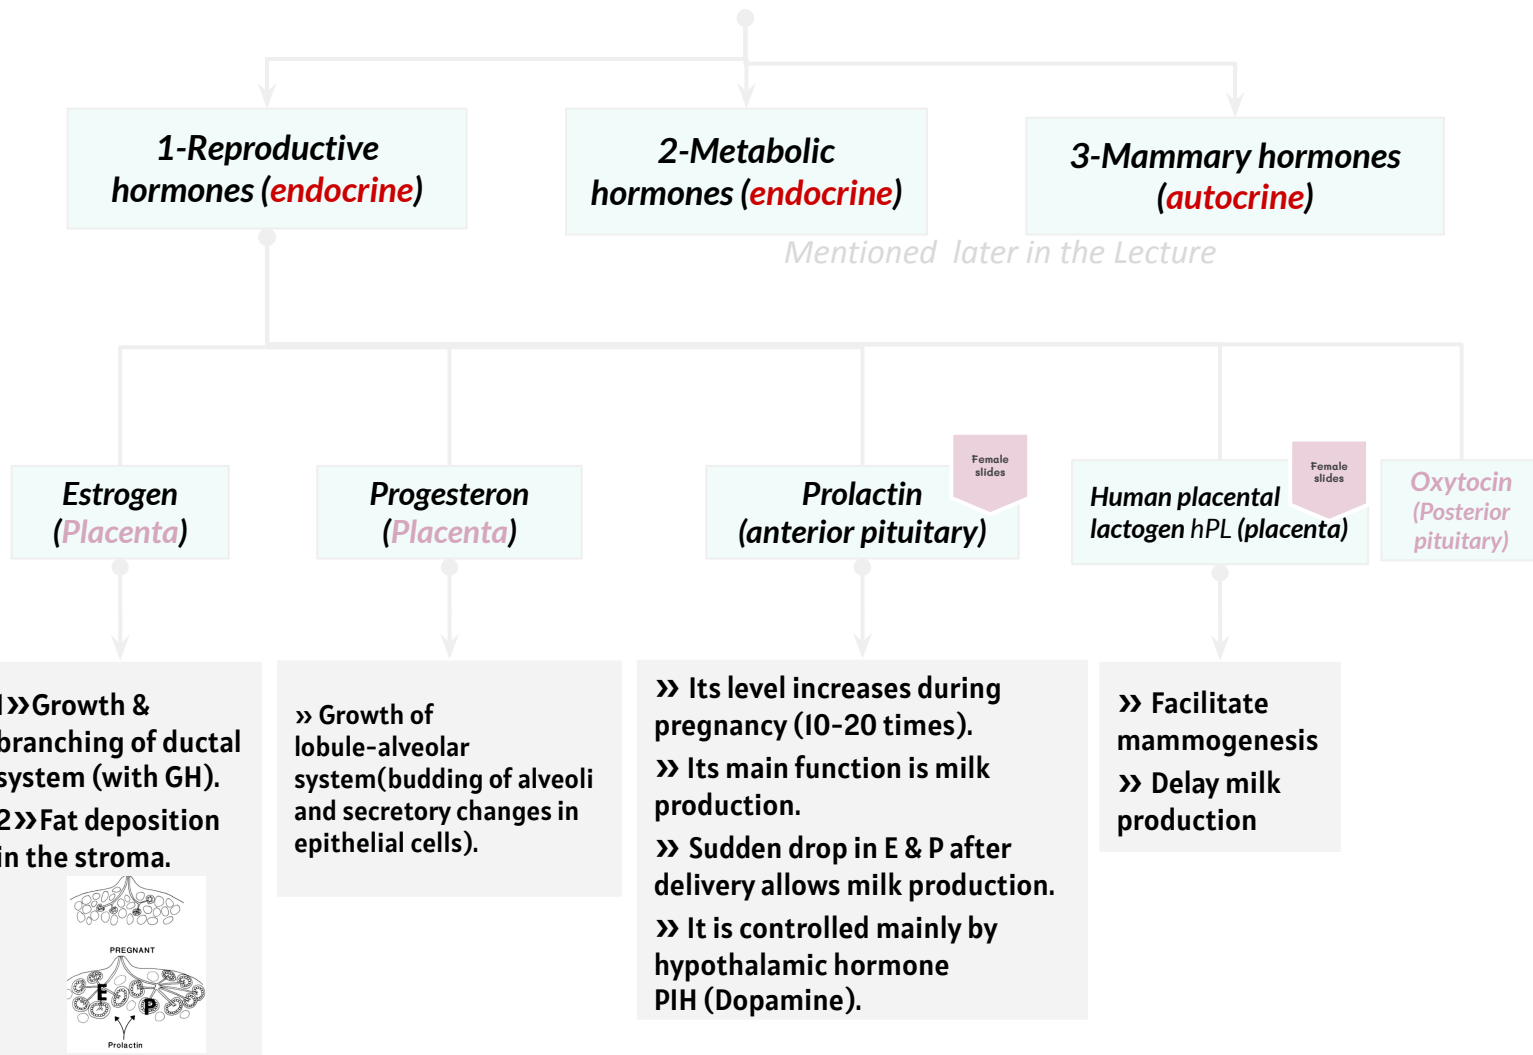 1-Reproductive
hormones (endocrine)
2-Metabolic
hormones (endocrine)
3-Mammary hormones
(autocrine)
Mentioned later in the Lecture
Estrogen
(Placenta)
Progesteron
(Placenta)
Female
slides
Prolactin
(anterior pituitary)
Female
slides
Human placental
lactogen hPL (placenta)
Oxytocin
(Posterior
pituitary)
1»Growth &
branching of ductal
system (with GH).
2»Fat deposition
in the stroma.
PREGNANT
E
P
Prolactin
» Growth of
lobule-alveolar
system(budding of alveoli
and secretory changes in
epithelial cells).
» Its level increases during
pregnancy (10-20 times).
» Its main function is milk
production.
» Sudden drop in E & P after
delivery allows milk production.
» It is controlled mainly by
hypothalamic hormone
PIH (Dopamine).
» Facilitate
mammogenesis
» Delay milk
production